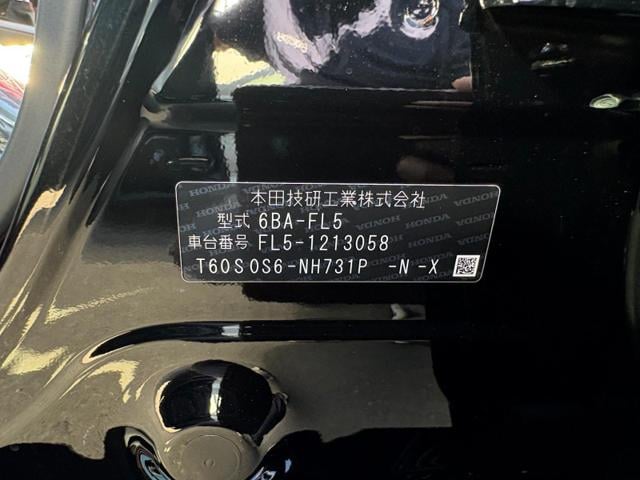 本田技研工業株式会社
型式 6BA-FL5
車台番号 FL5-1213058
T60S0S6-NH731P -N -X